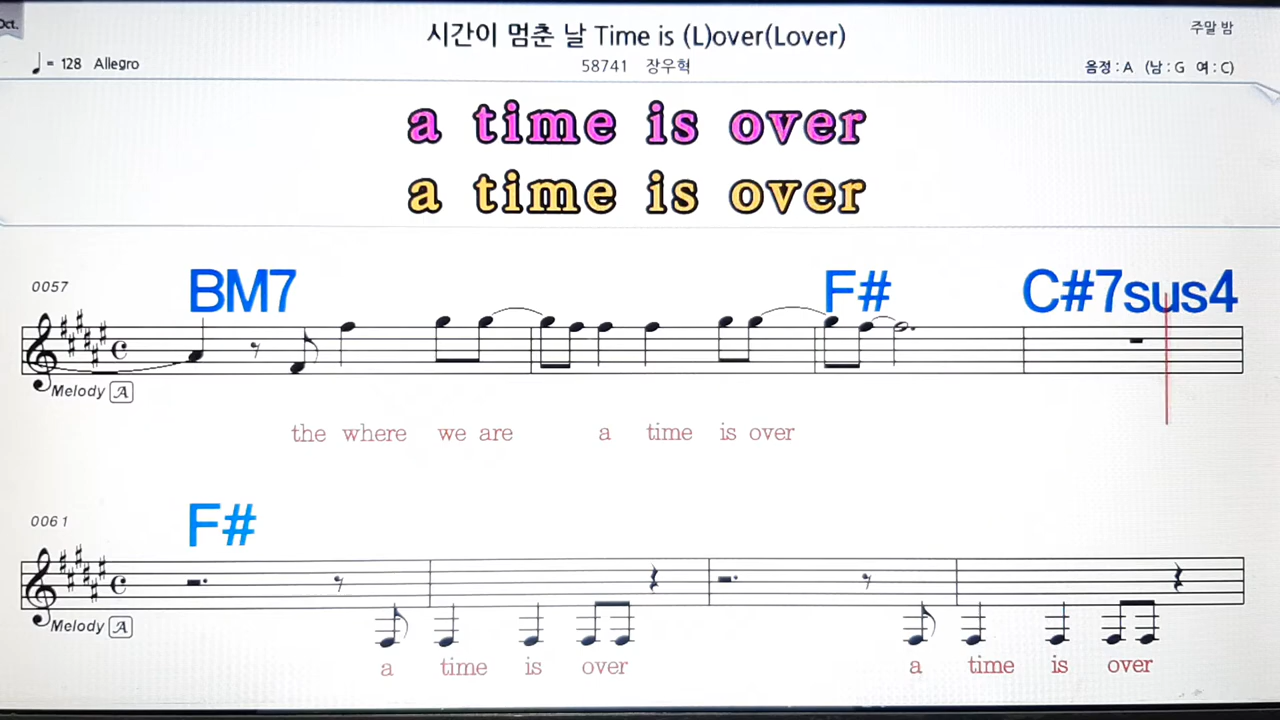 Oct.
시간이 멈춘 날 Time is (L)over(Lover)
주말 밤
♩ = 128 Allegro
58741 장우혁
음정 : A (남 : G 여 : C)
a time is over
a time is over
0057
BM7 F# C#7sus4
Melody A
the where we are a time is over
0061
F#
Melody A
a time is over a time is over